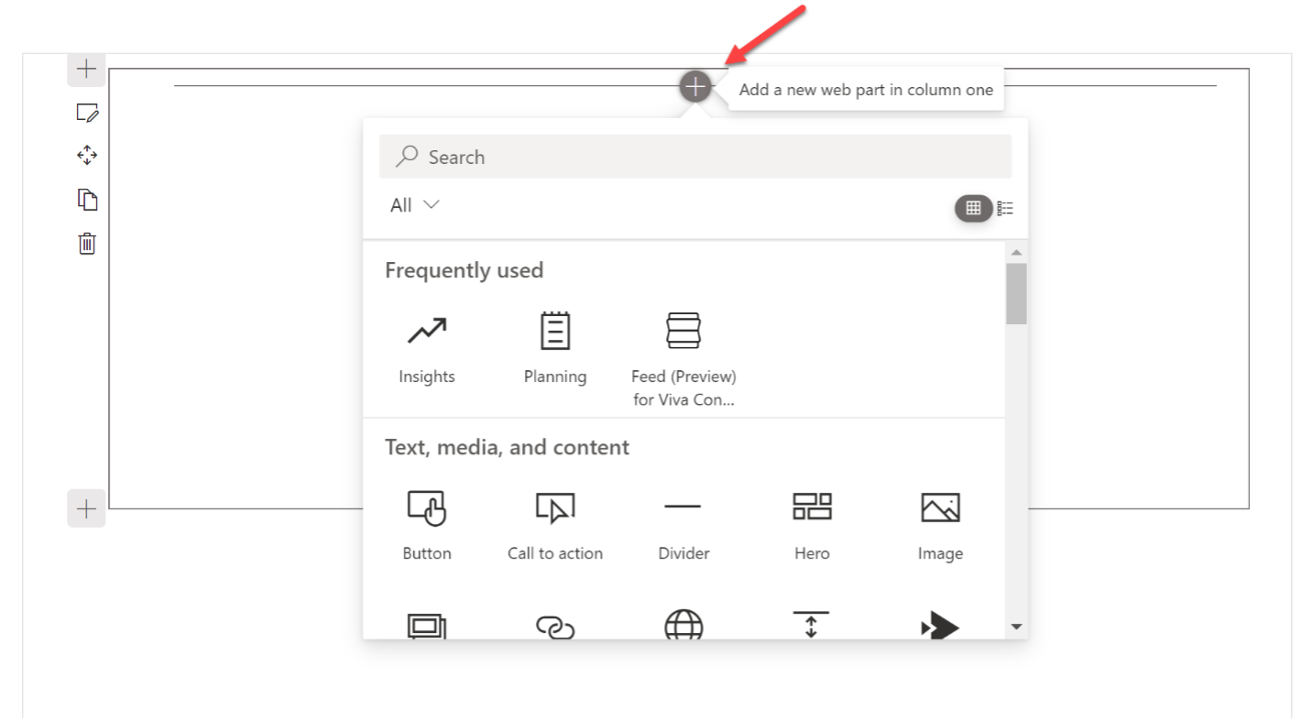 Add a new web part in column one
Search
All
Frequently used
Insights
Planning
Feed (Preview)
for Viva Con...
Text, media, and content
Button
Call to action
Divider
Hero
Image